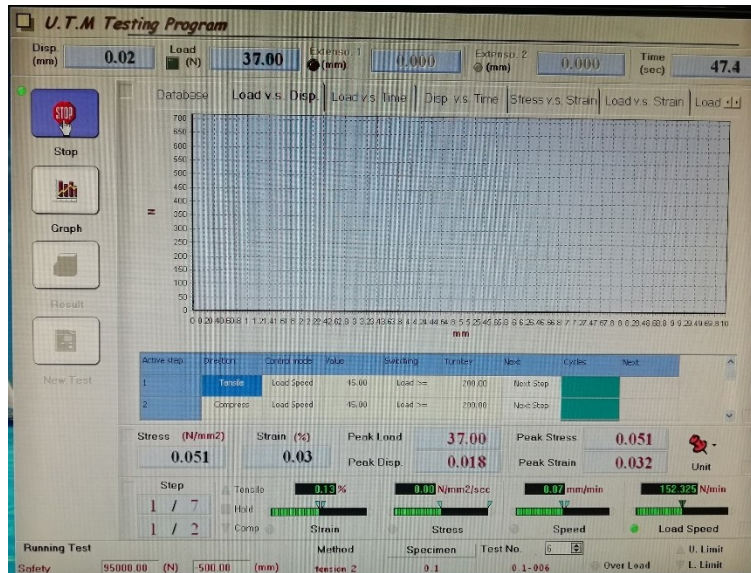 U.T.M Testing Program
Disp. (mm) 0.02 Load (N) 37.00 Extenso. 1 (mm) 0.000 Extenso. 2 (mm) 0.000 Time (sec) 47.4
Database Load v.s. Disp. Load v.s. Time Disp. v.s. Time Stress v.s. Strain Load v.s. Strain Load
STOP
Stop
Graph
Result
New Test
700
650
600
550
500
450
400
350
300
250
200
150
100
50
0
N
mm
Active step Direction Control mode Value Switching Turnkey Next Cycles Next
1 Tensile Load Speed 45.00 Load >= 200.00 Next Step
2 Compress Load Speed 45.00 Load >= 200.00 Next Step
Stress (N/mm2) Strain (%) Peak Load 37.00 Peak Stress 0.051
0.051 0.03 Peak Disp. 0.018 Peak Strain 0.032 Unit
Step Tensile 0.13 % 0.00 N/mm2/sec 0.07 mm/min 152.325 N/min
1 / 7 Hold
1 / 2 Comp Strain Stress Speed Load Speed
Running Test Method Specimen Test No. 6 U. Limit
Safety 95000.00 (N) -500.00 (mm) tension 2 0.1 0.1-006 Over Load L. Limit